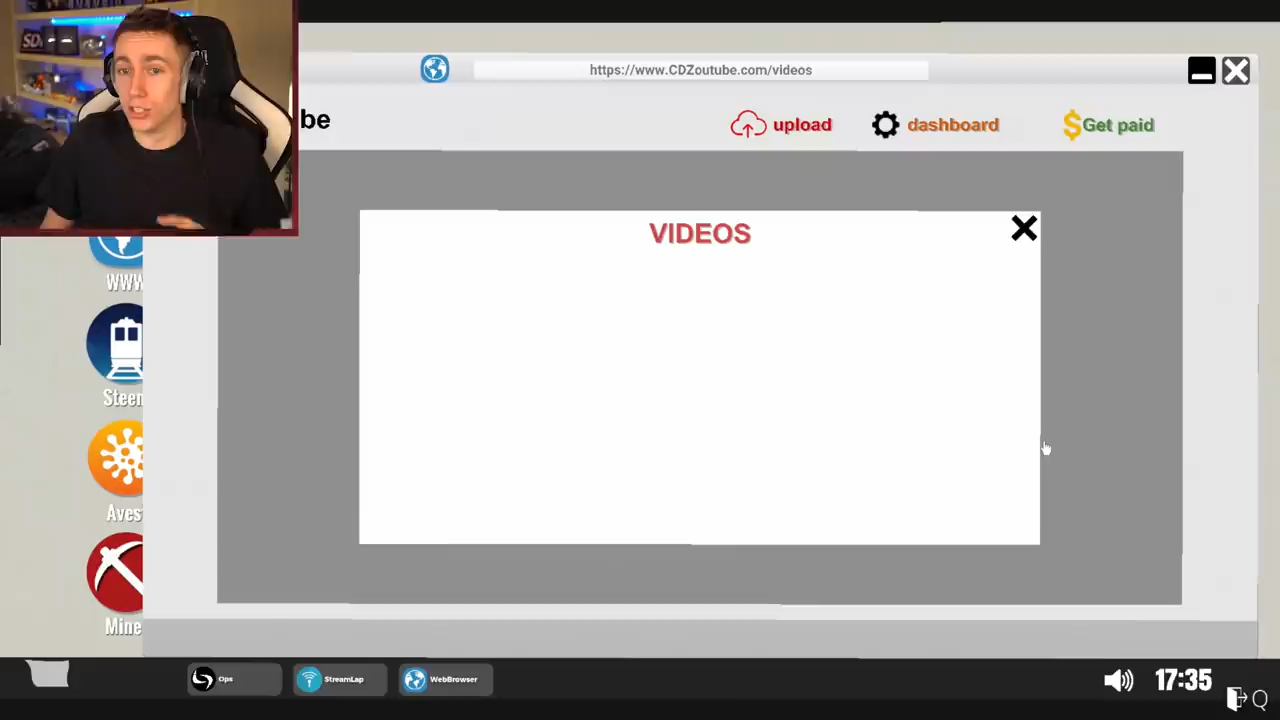 https://www.CDZoutube.com/videos
be
upload
dashboard
Get paid
VIDEOS
WWW
Steen
Aves
Mine
Ops
StreamLap
WebBrowser
17:35
Q